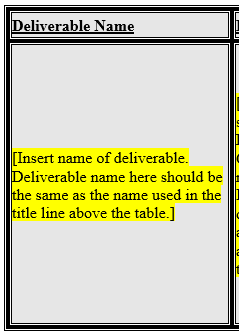 Deliverable Name
[Insert name of deliverable.
Deliverable name here should be
the same as the name used in the
title line above the table.]